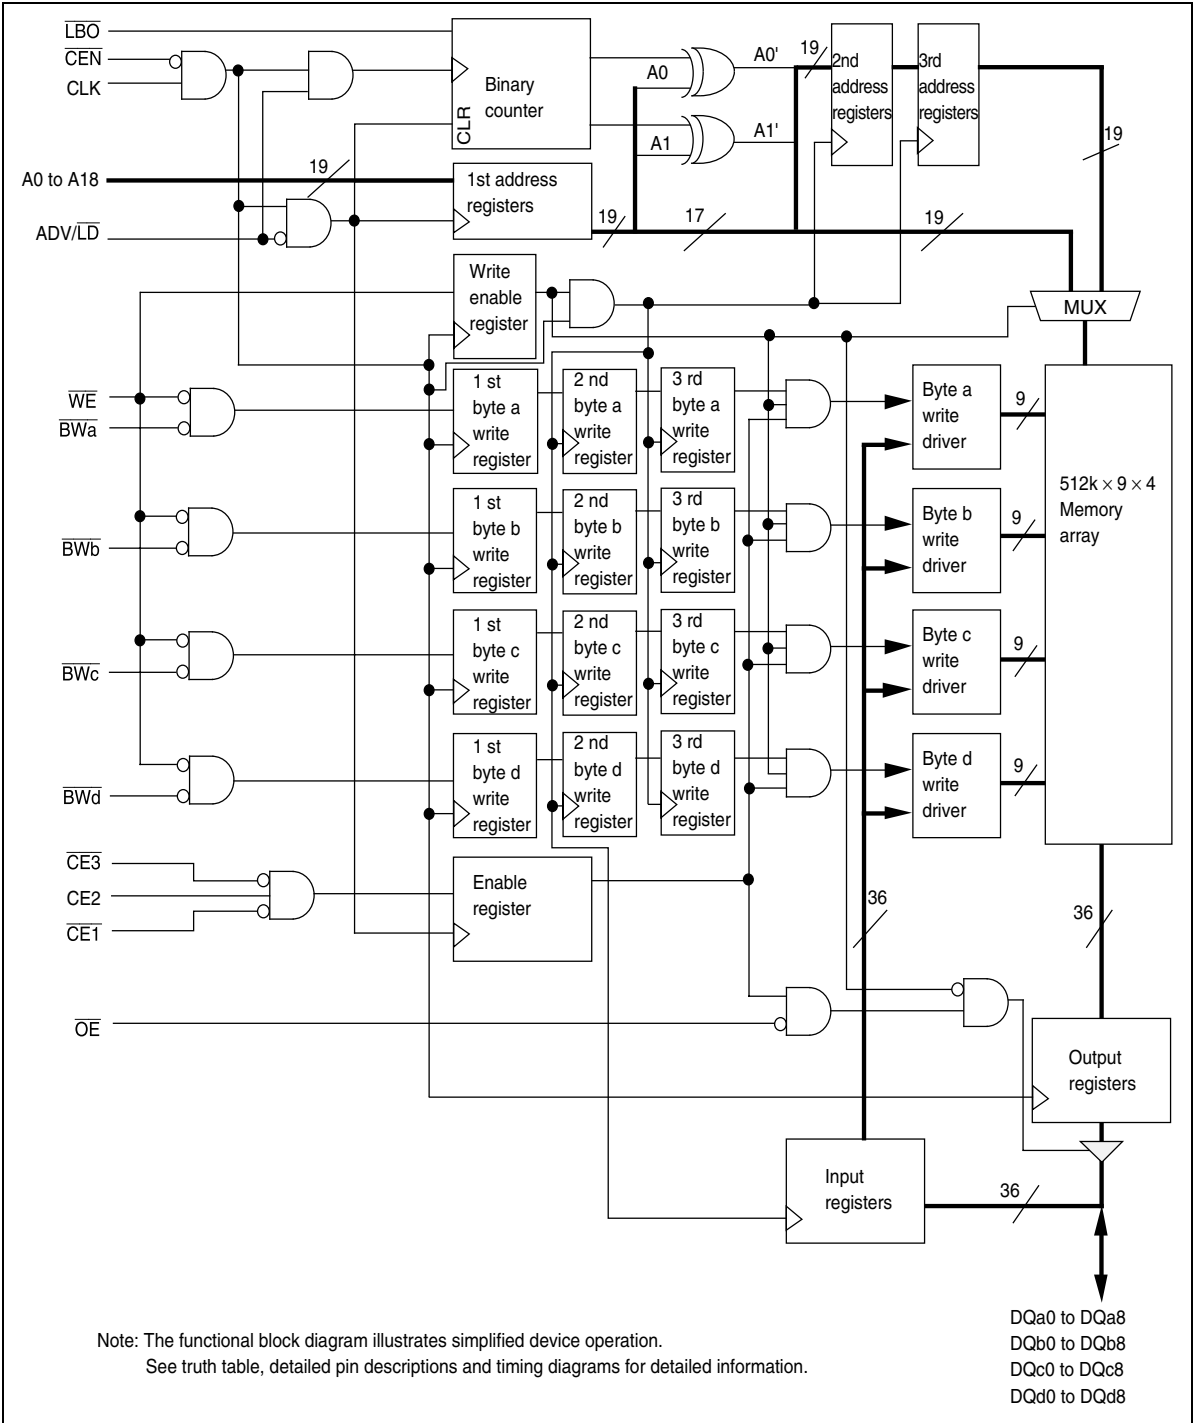 LBO
CEN
CLK
A0 to A18
ADV/LD
WE
BWa
BWb
BWc
BWd
CE3
CE2
CE1
OE
Binary
counter
CLR
19
1st address
registers
A0
A1
A0'
A1'
19
2nd
address
registers
3rd
address
registers
19
19
17
19
MUX
Write
enable
register
1 st
byte a
write
register
2 nd
byte a
write
register
3 rd
byte a
write
register
Byte a
write
driver
9
1 st
byte b
write
register
2 nd
byte b
write
register
3 rd
byte b
write
register
Byte b
write
driver
9
1 st
byte c
write
register
2 nd
byte c
write
register
3 rd
byte c
write
register
Byte c
write
driver
9
1 st
byte d
write
register
2 nd
byte d
write
register
3 rd
byte d
write
register
Byte d
write
driver
9
512k × 9 × 4
Memory
array
Enable
register
36
36
Output
registers
Input
registers
36
DQa0 to DQa8
DQb0 to DQb8
DQc0 to DQc8
DQd0 to DQd8
Note: The functional block diagram illustrates simplified device operation.
See truth table, detailed pin descriptions and timing diagrams for detailed information.